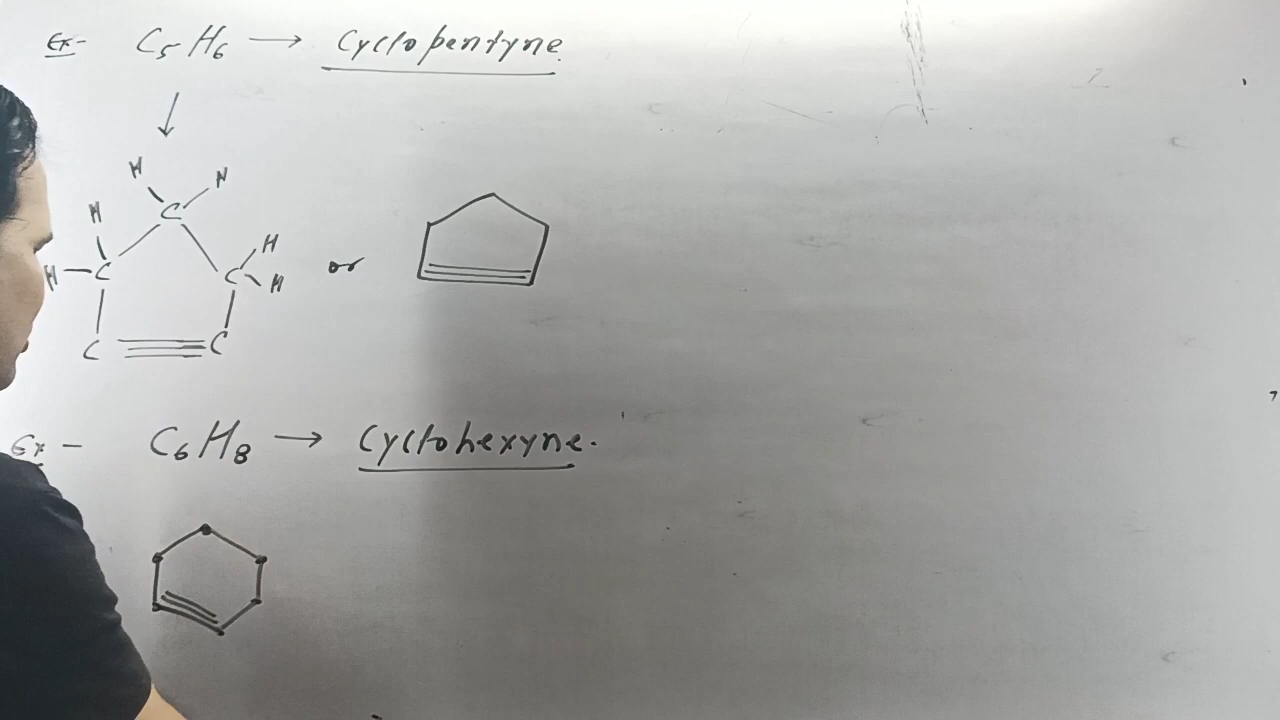 Ex- C₅H₆ → Cyclopentyne.
↓
H H
H C
H-C C H
H
C≡C
or
Ex- C₆H₈ → Cyclohexyne.